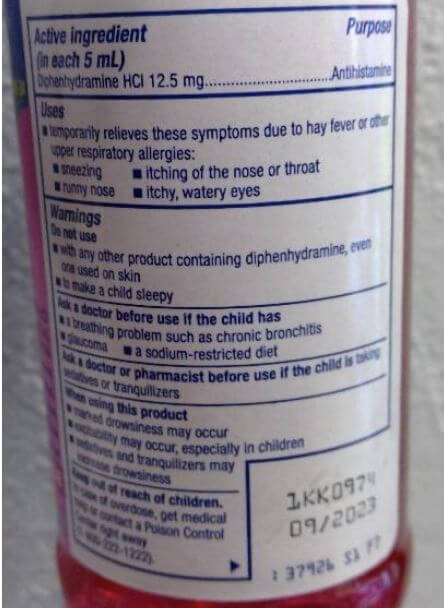 Active ingredient Purpose
(in each 5 mL)
Diphenhydramine HCl 12.5 mg..............................Antihistamine
Uses
■ temporarily relieves these symptoms due to hay fever or other
upper respiratory allergies:
■ sneezing ■ itching of the nose or throat
■ runny nose ■ itchy, watery eyes
Warnings
Do not use
■ with any other product containing diphenhydramine, even
one used on skin
■ to make a child sleepy
Ask a doctor before use if the child has
■ a breathing problem such as chronic bronchitis
■ glaucoma ■ a sodium-restricted diet
Ask a doctor or pharmacist before use if the child is taking
sedatives or tranquilizers
When using this product
■ marked drowsiness may occur
■ excitability may occur, especially in children
■ sedatives and tranquilizers may
increase drowsiness
Keep out of reach of children.
In case of overdose, get medical
help or contact a Poison Control
Center right away
800-222-1222).
1KK0974
09/2023
37926 S1